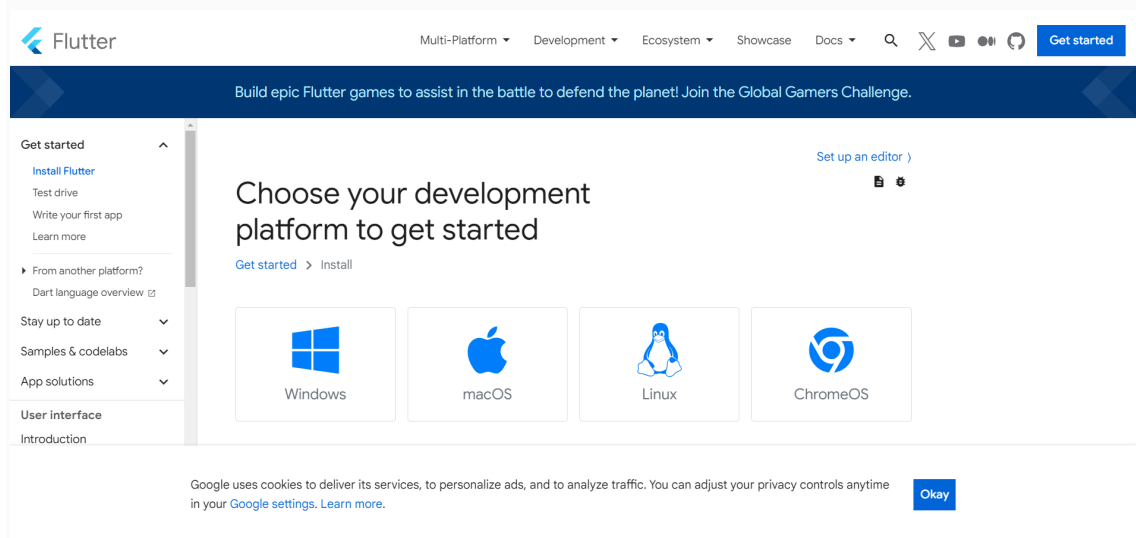 Flutter
Multi-Platform Development Ecosystem Showcase Docs Get started
Build epic Flutter games to assist in the battle to defend the planet! Join the Global Gamers Challenge.
Get started
Install Flutter
Test drive
Write your first app
Learn more
From another platform?
Dart language overview
Stay up to date
Samples & codelabs
App solutions
User interface
Introduction
Set up an editor
Choose your development
platform to get started
Get started > Install
Windows macOS Linux ChromeOS
Google uses cookies to deliver its services, to personalize ads, and to analyze traffic. You can adjust your privacy controls anytime
in your Google settings. Learn more.
Okay